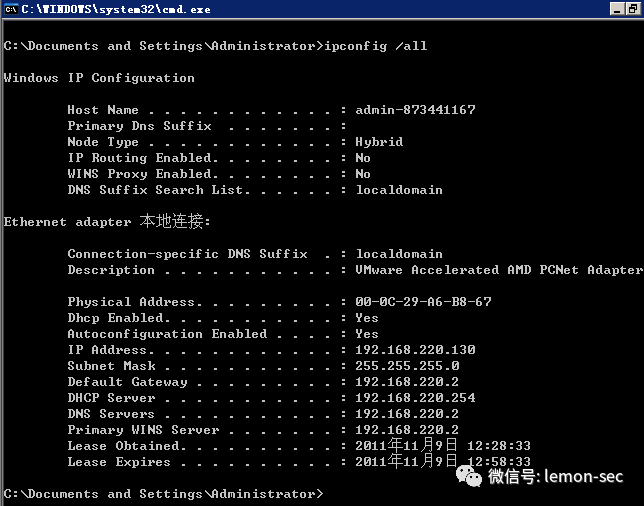 C:\WINDOWS\system32\cmd.exe
C:\Documents and Settings\Administrator>ipconfig /all
Windows IP Configuration
Host Name . . . . . . . . . . . . : admin-873441167
Primary Dns Suffix  . . . . . . . :
Node Type . . . . . . . . . . . . : Hybrid
IP Routing Enabled. . . . . . . . : No
WINS Proxy Enabled. . . . . . . . : No
DNS Suffix Search List. . . . . . : localdomain
Ethernet adapter 本地连接:
Connection-specific DNS Suffix  . : localdomain
Description . . . . . . . . . . . : VMware Accelerated AMD PCNet Adapter
Physical Address. . . . . . . . . : 00-0C-29-A6-B8-67
Dhcp Enabled. . . . . . . . . . . : Yes
Autoconfiguration Enabled . . . . : Yes
IP Address. . . . . . . . . . . . : 192.168.220.130
Subnet Mask . . . . . . . . . . . : 255.255.255.0
Default Gateway . . . . . . . . . : 192.168.220.2
DHCP Server . . . . . . . . . . . : 192.168.220.254
DNS Servers . . . . . . . . . . . : 192.168.220.2
Primary WINS Server . . . . . . . : 192.168.220.2
Lease Obtained. . . . . . . . . . : 2011年11月9日 12:28:33
Lease Expires . . . . . . . . . . : 2011年11月9日 12:58:33
微信号: lemon-sec
C:\Documents and Settings\Administrator>